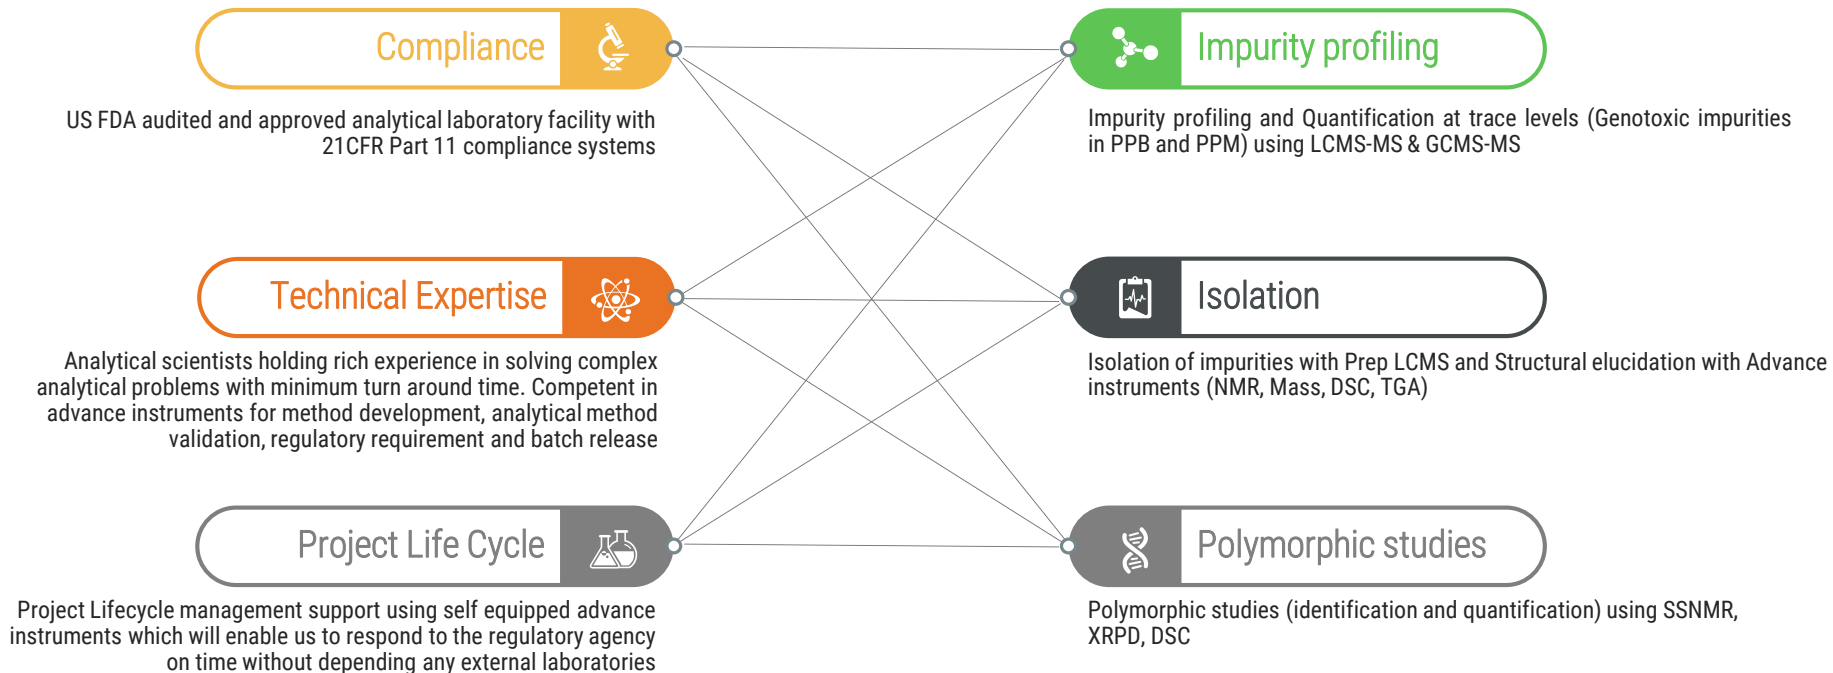 Compliance
US FDA audited and approved analytical laboratory facility with
21CFR Part 11 compliance systems
Technical Expertise
Analytical scientists holding rich experience in solving complex
analytical problems with minimum turn around time. Competent in
advance instruments for method development, analytical method
validation, regulatory requirement and batch release
Project Life Cycle
Project Lifecycle management support using self equipped advance
instruments which will enable us to respond to the regulatory agency
on time without depending any external laboratories
Impurity profiling
Impurity profiling and Quantification at trace levels (Genotoxic impurities
in PPB and PPM) using LCMS-MS & GCMS-MS
Isolation
Isolation of impurities with Prep LCMS and Structural elucidation with Advance
instruments (NMR, Mass, DSC, TGA)
Polymorphic studies
Polymorphic studies (identification and quantification) using SSNMR,
XRPD, DSC